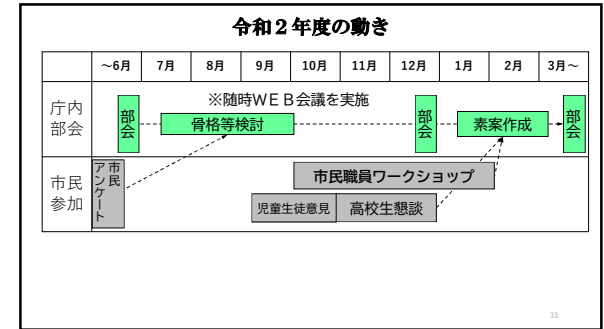 令和２年度の動き
～6月 7月 8月 9月 10月 11月 12月 1月 2月 3月～
庁内
部会
※随時ＷＥＢ会議を実施
部会
骨格等検討
部会
素案作成
部会
市民
参加
市民
アンケート
市民職員ワークショップ
児童生徒意見
高校生懇談
33